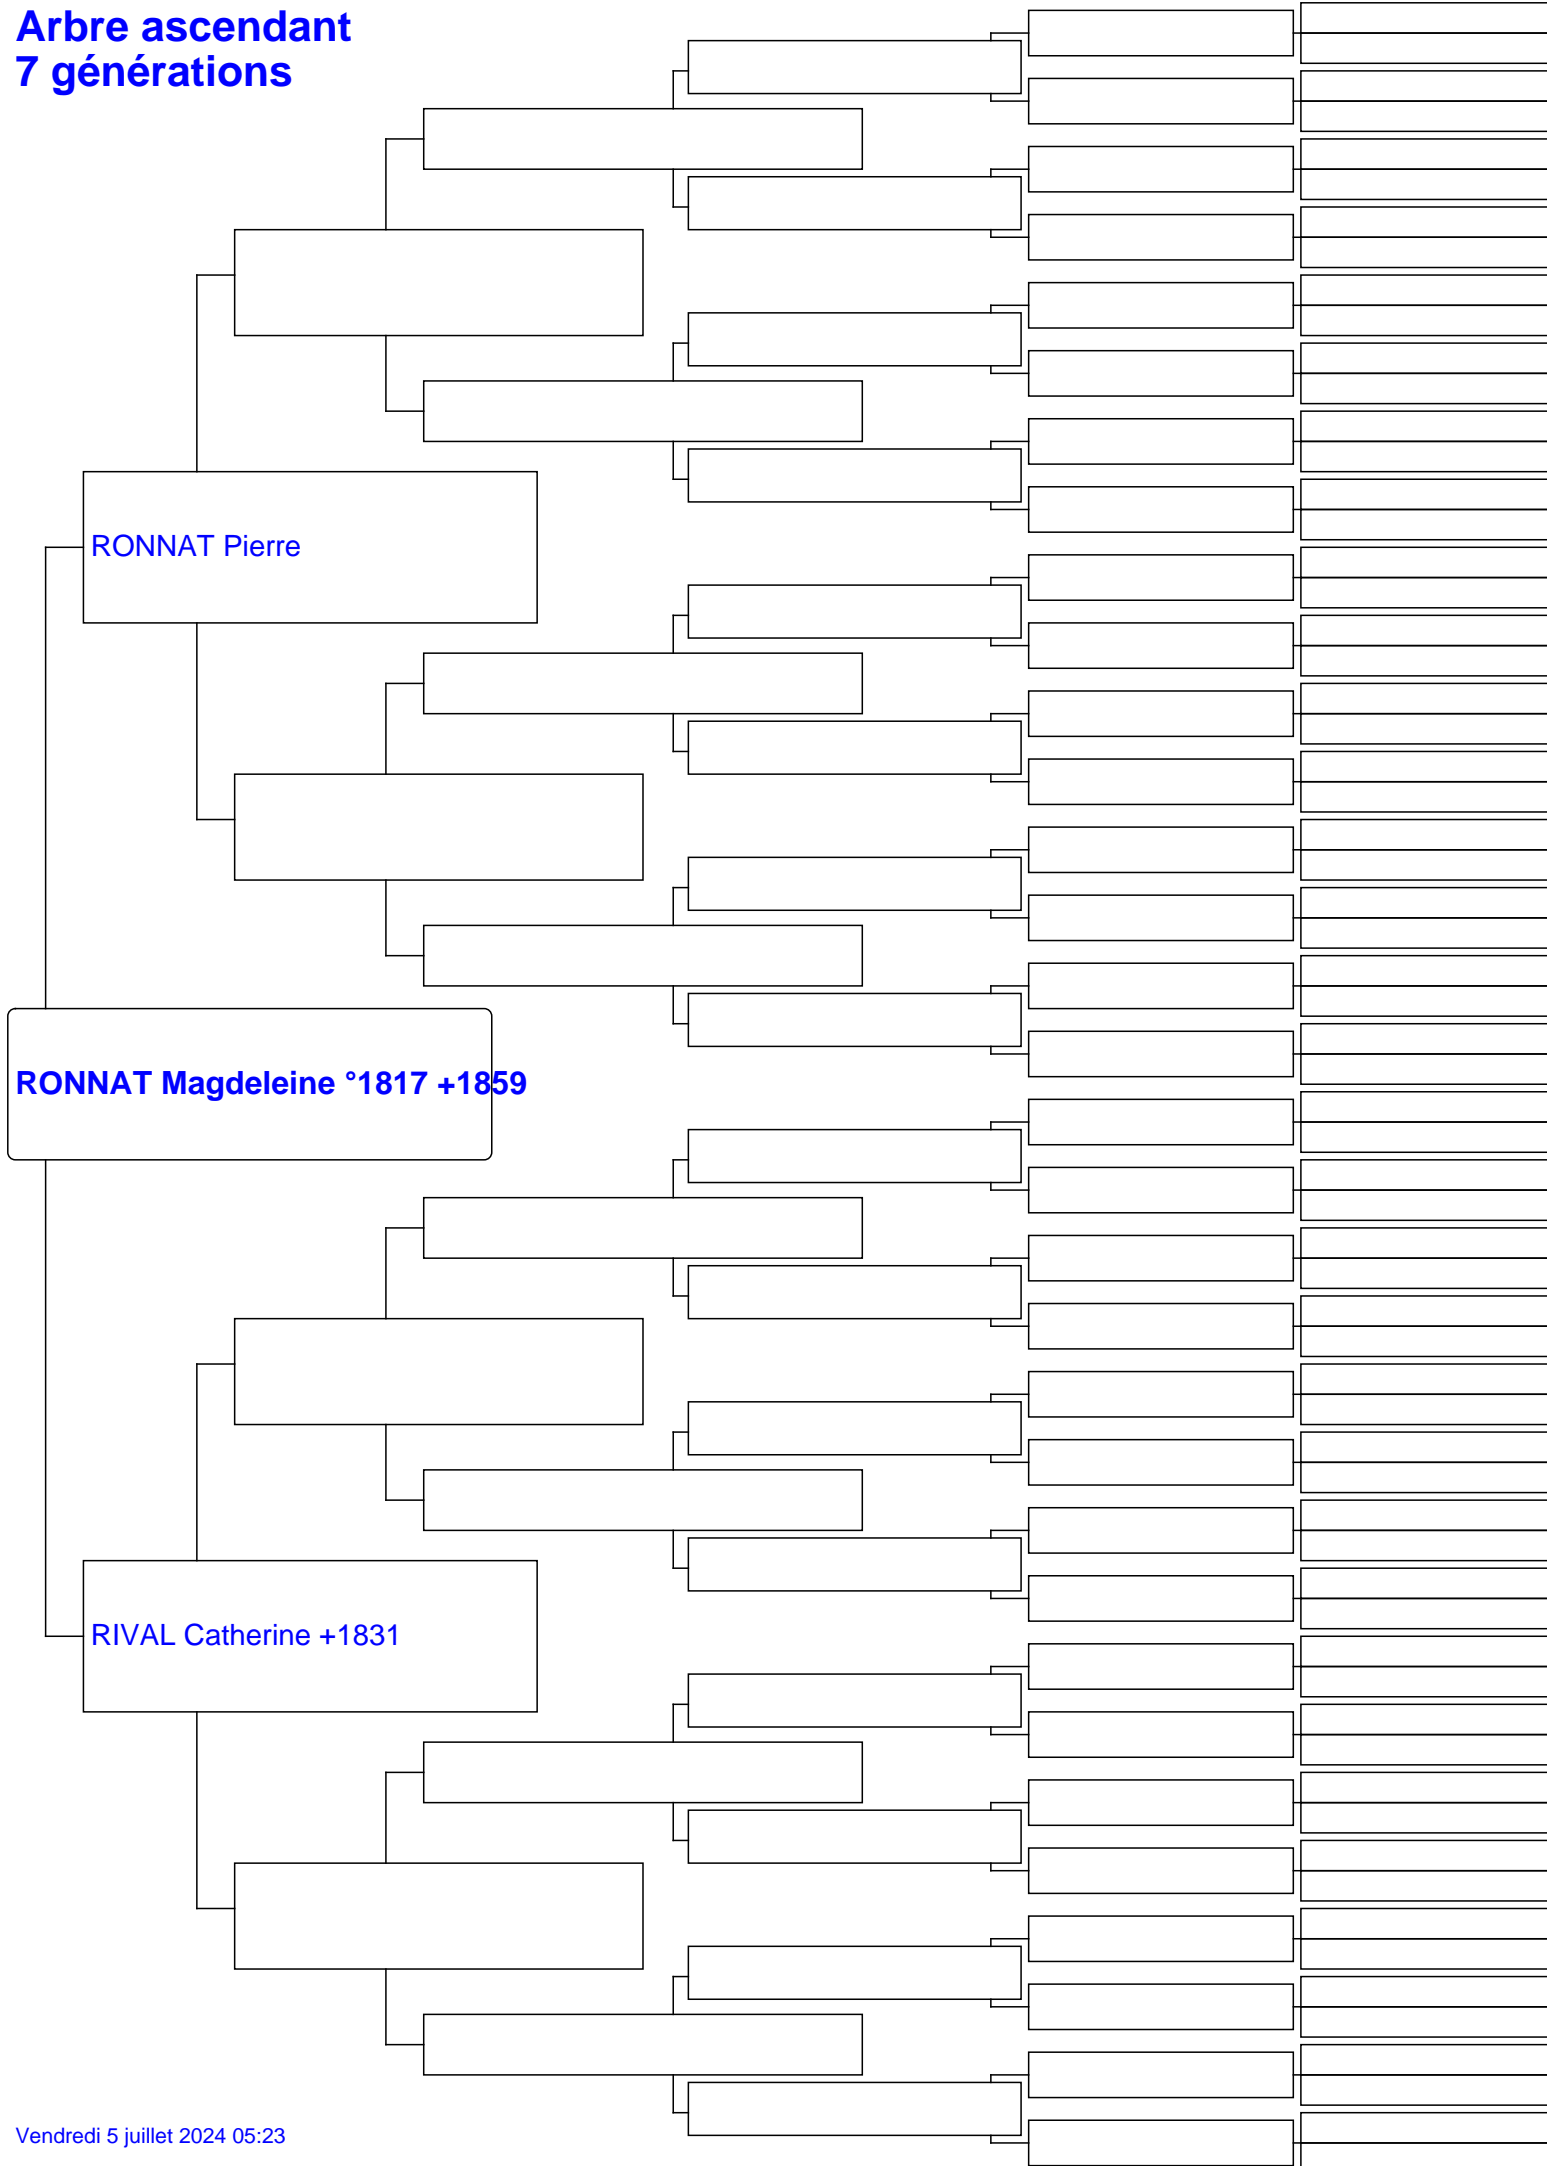 Arbre ascendant
7 générations
RONNAT Pierre
RONNAT Magdeleine °1817 +1859
RIVAL Catherine +1831
Vendredi 5 juillet 2024 05:23